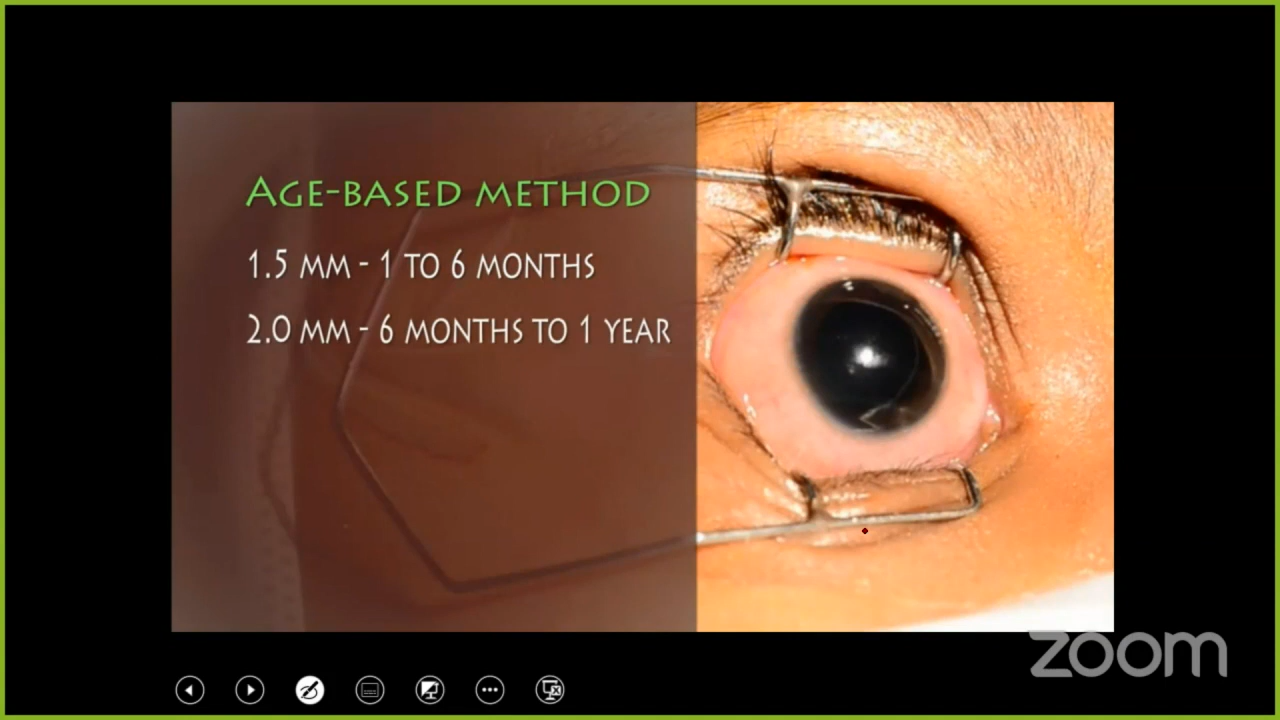 AGE-BASED METHOD
1.5 MM - 1 TO 6 MONTHS
2.0 MM - 6 MONTHS TO 1 YEAR
zoom